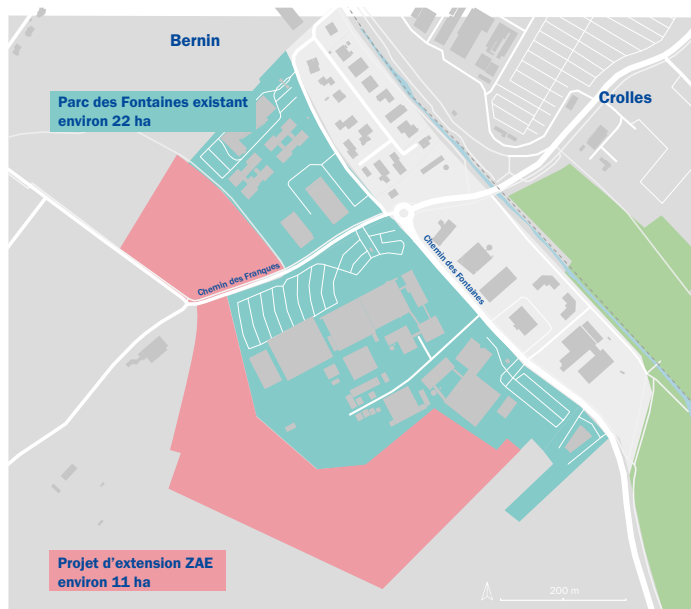 Bernin
Crolles
Parc des Fontaines existant
environ 22 ha
Chemin des Franques
Chemin des Fontaines
Projet d'extension ZAE
environ 11 ha
200 m